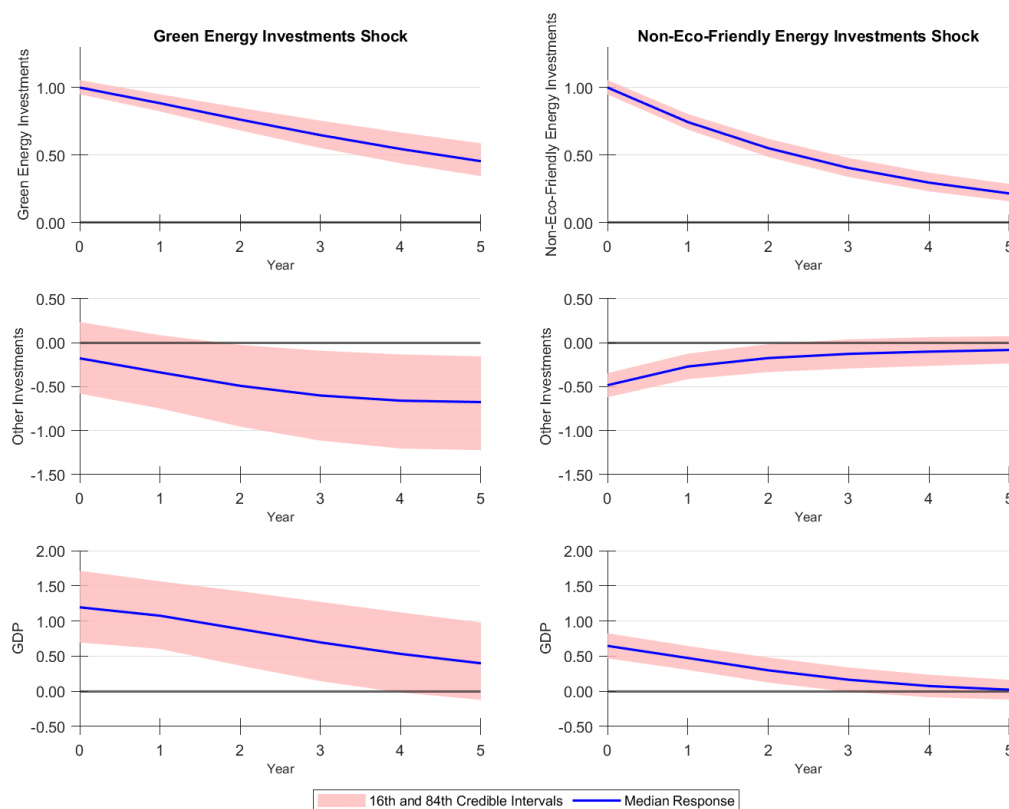 Green Energy Investments Shock
Green Energy Investments
1.00
0.50
0.00
0 1 2 3 4 5
Year
Non-Eco-Friendly Energy Investments Shock
Non-Eco-Friendly Energy Investments
1.00
0.50
0.00
0 1 2 3 4 5
Year
Other Investments
0.50
0.00
-0.50
-1.00
-1.50
0 1 2 3 4 5
Year
Other Investments
0.50
0.00
-0.50
-1.00
-1.50
0 1 2 3 4 5
Year
GDP
2.00
1.50
1.00
0.50
0.00
-0.50
0 1 2 3 4 5
Year
GDP
2.00
1.50
1.00
0.50
0.00
-0.50
0 1 2 3 4 5
Year
16th and 84th Credible Intervals Median Response